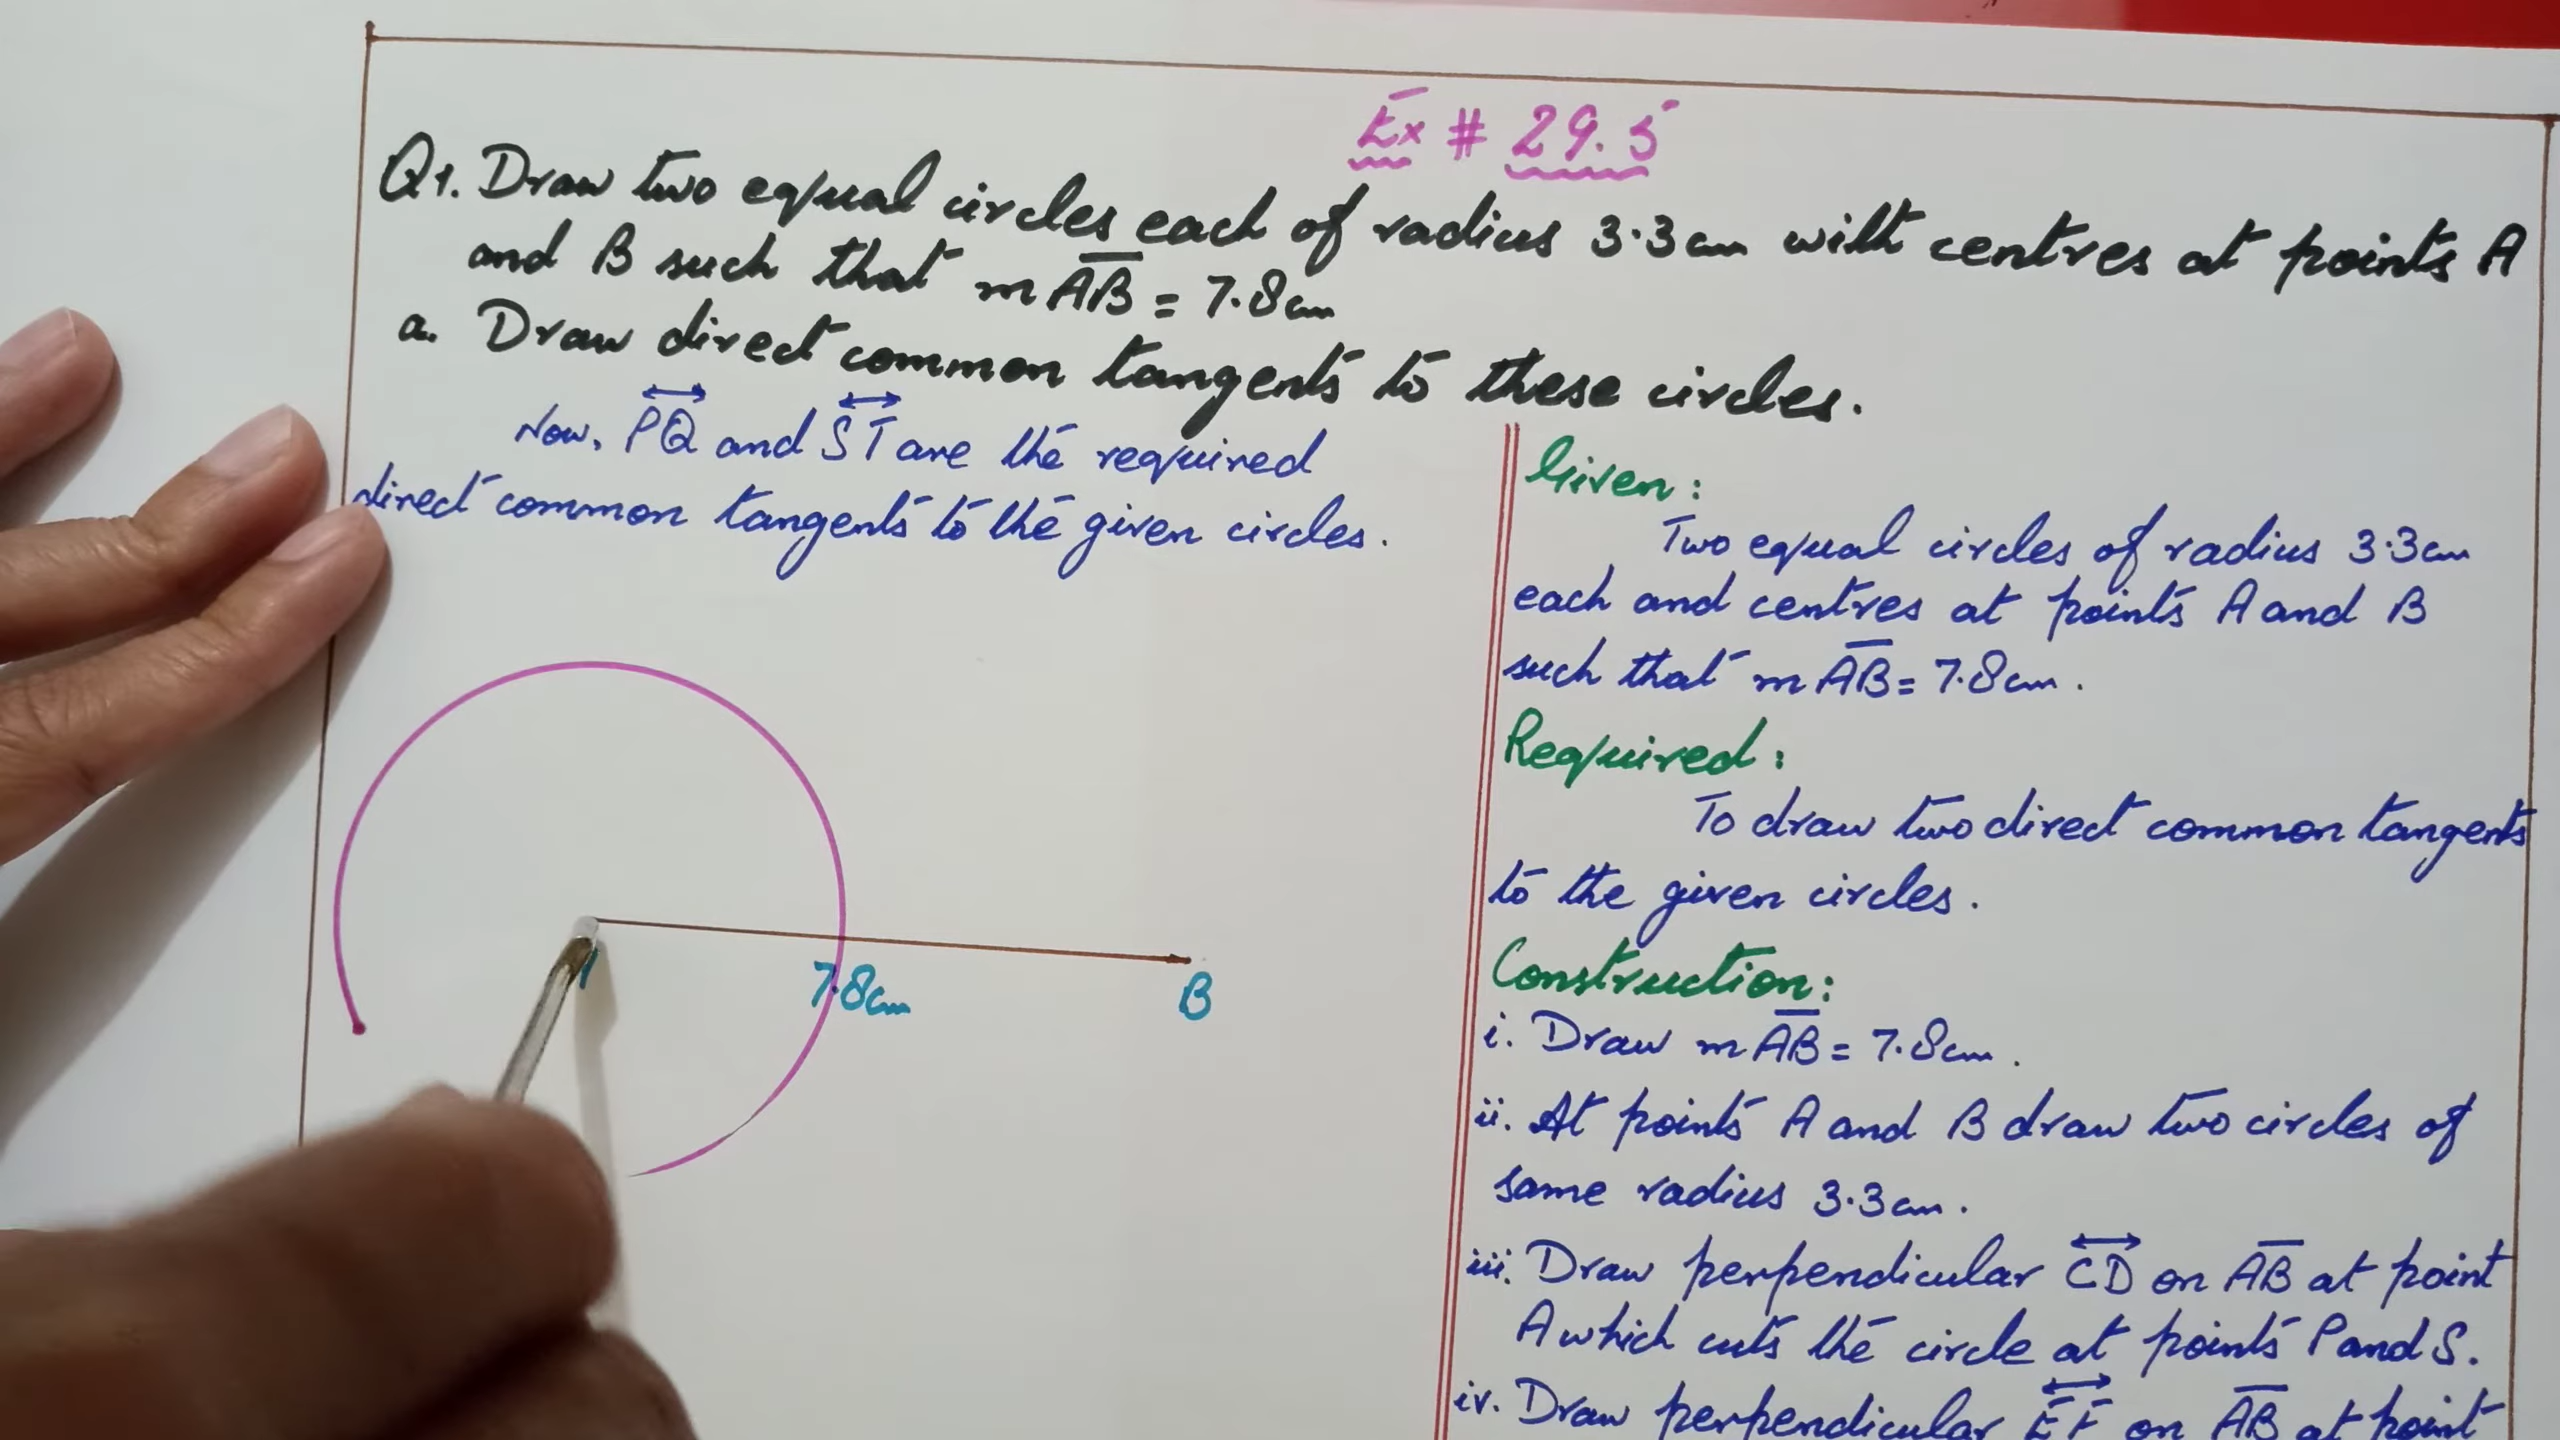 Ex # 29.5
Q1. Draw two equal circles each of radius 3.3cm with centres at points A
and B such that mAB = 7.8cm
a. Draw direct common tangents to these circles.
Now, PQ and ST are the required
direct common tangents to the given circles.
7.8cm
B
Given:
Two equal circles of radius 3.3cm
each and centres at points A and B
such that mAB = 7.8cm.
Required:
To draw two direct common tangents
to the given circles.
Construction:
i. Draw mAB = 7.8cm.
ii. At points A and B draw two circles of
same radius 3.3cm.
iii. Draw perpendicular CD on AB at point
A which cuts the circle at points P and S.
iv. Draw perpendicular EF on AB at point